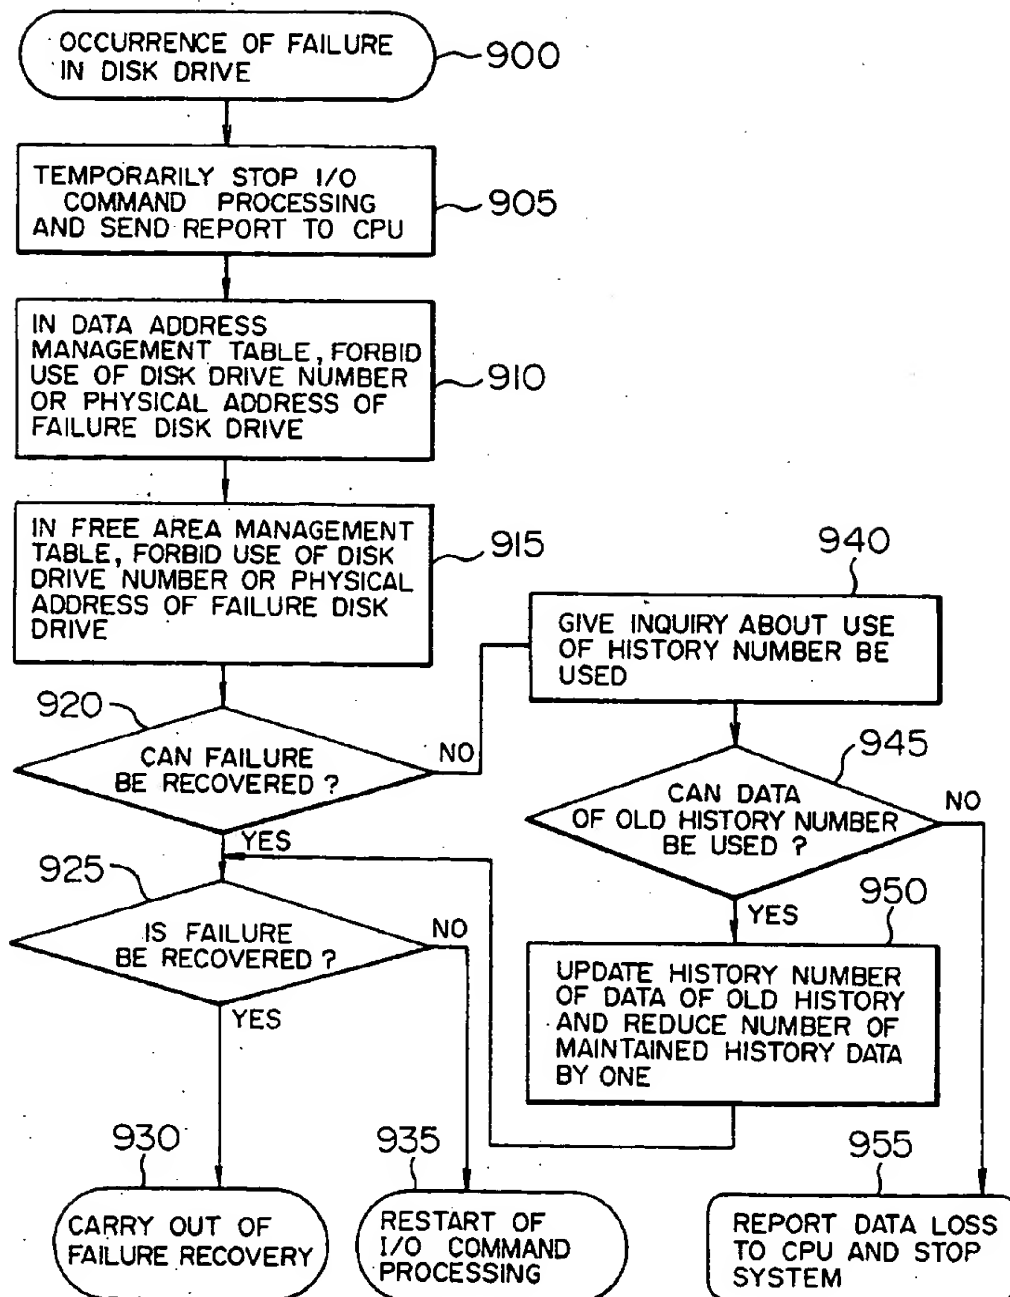 OCCURRENCE OF FAILURE
IN DISK DRIVE
900
TEMPORARILY STOP I/O
COMMAND PROCESSING
AND SEND REPORT TO CPU
905
IN DATA ADDRESS
MANAGEMENT TABLE, FORBID
USE OF DISK DRIVE NUMBER
OR PHYSICAL ADDRESS OF
FAILURE DISK DRIVE
910
IN FREE AREA MANAGEMENT
TABLE, FORBID USE OF DISK
DRIVE NUMBER OR PHYSICAL
ADDRESS OF FAILURE DISK
DRIVE
915
920
CAN FAILURE
BE RECOVERED ?
NO
YES
925
IS FAILURE
BE RECOVERED ?
NO
YES
930
CARRY OUT OF
FAILURE RECOVERY
935
RESTART OF
I/O COMMAND
PROCESSING
940
GIVE INQUIRY ABOUT USE
OF HISTORY NUMBER BE
USED
945
CAN DATA
OF OLD HISTORY NUMBER
BE USED ?
NO
YES
950
UPDATE HISTORY NUMBER
OF DATA OF OLD HISTORY
AND REDUCE NUMBER OF
MAINTAINED HISTORY DATA
BY ONE
955
REPORT DATA LOSS
TO CPU AND STOP
SYSTEM